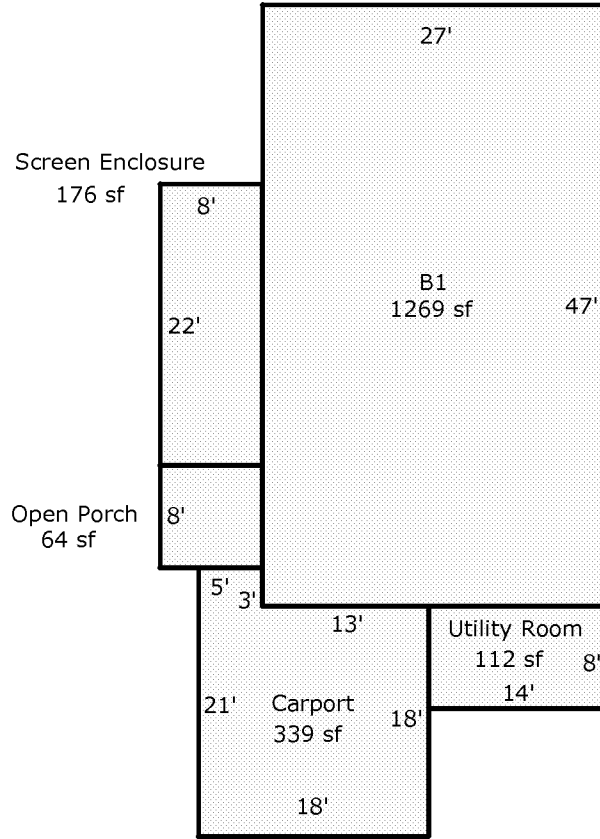 27'
Screen Enclosure
176 sf
8'
B1
1269 sf
47'
22'
Open Porch
64 sf
8'
5'
3'
13'
Utility Room
112 sf
8'
14'
21'
Carport
339 sf
18'
18'